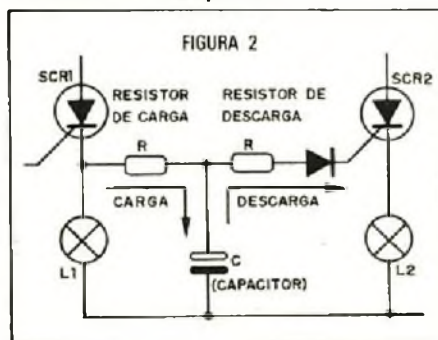 FIGURA 2
SCR1
SCR2
RESISTOR
DE CARGA
RESISTOR DE
DESCARGA
R
R
CARGA
DESCARGA
L1
C
(CAPACITOR)
L2